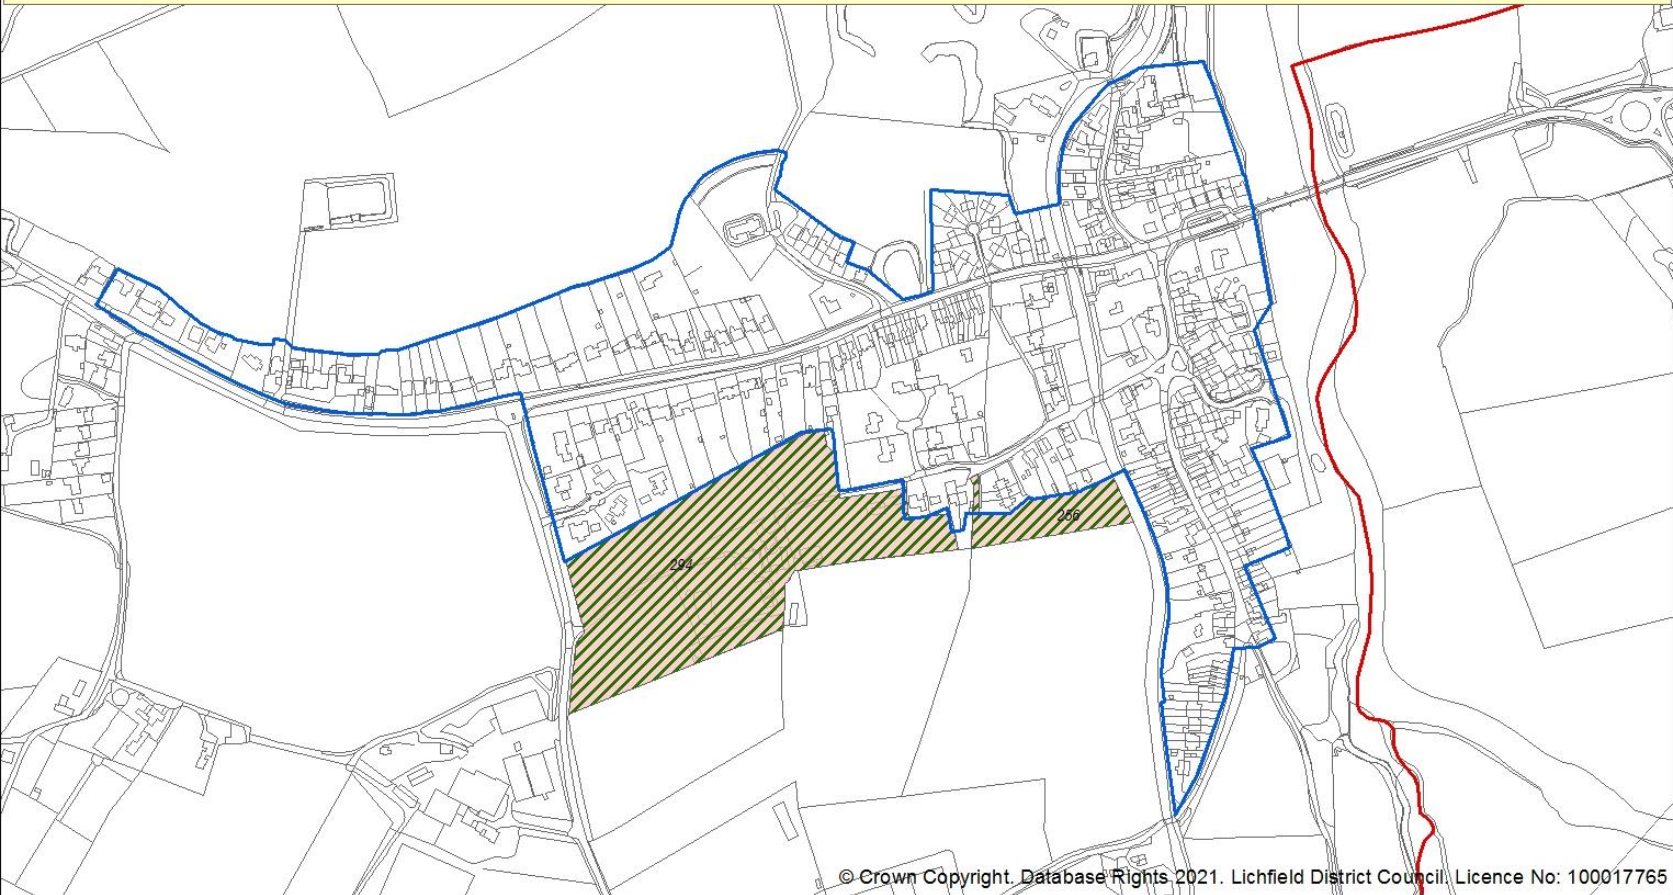 256
294
© Crown Copyright. Database Rights 2021. Lichfield District Council. Licence No: 100017765